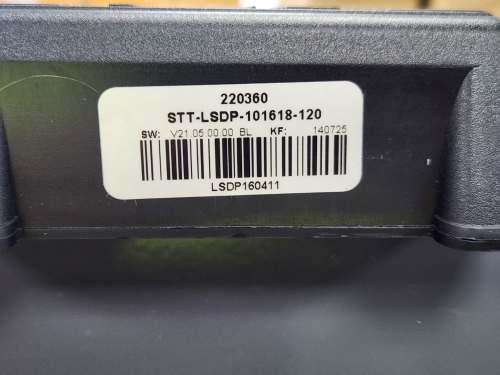 220360
STT-LSDP-101618-120
SW: V21.05.00.00 BL KF: 140725
LSDP160411